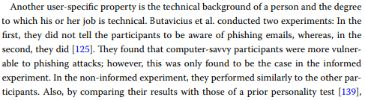 Another user-specific property is the technical background of a person and the degree
to which his or her job is technical. Butavicius et al. conducted two experiments: In the
first, they did not tell the participants to be aware of phishing emails, whereas, in the
second, they did [125]. They found that computer-savvy participants were more vulner-
able to phishing attacks; however, this was only found to be the case in the informed
experiment. In the non-informed experiment, they performed similarly to the other par-
ticipants. Also, by comparing their results with those of a prior personality test [139],